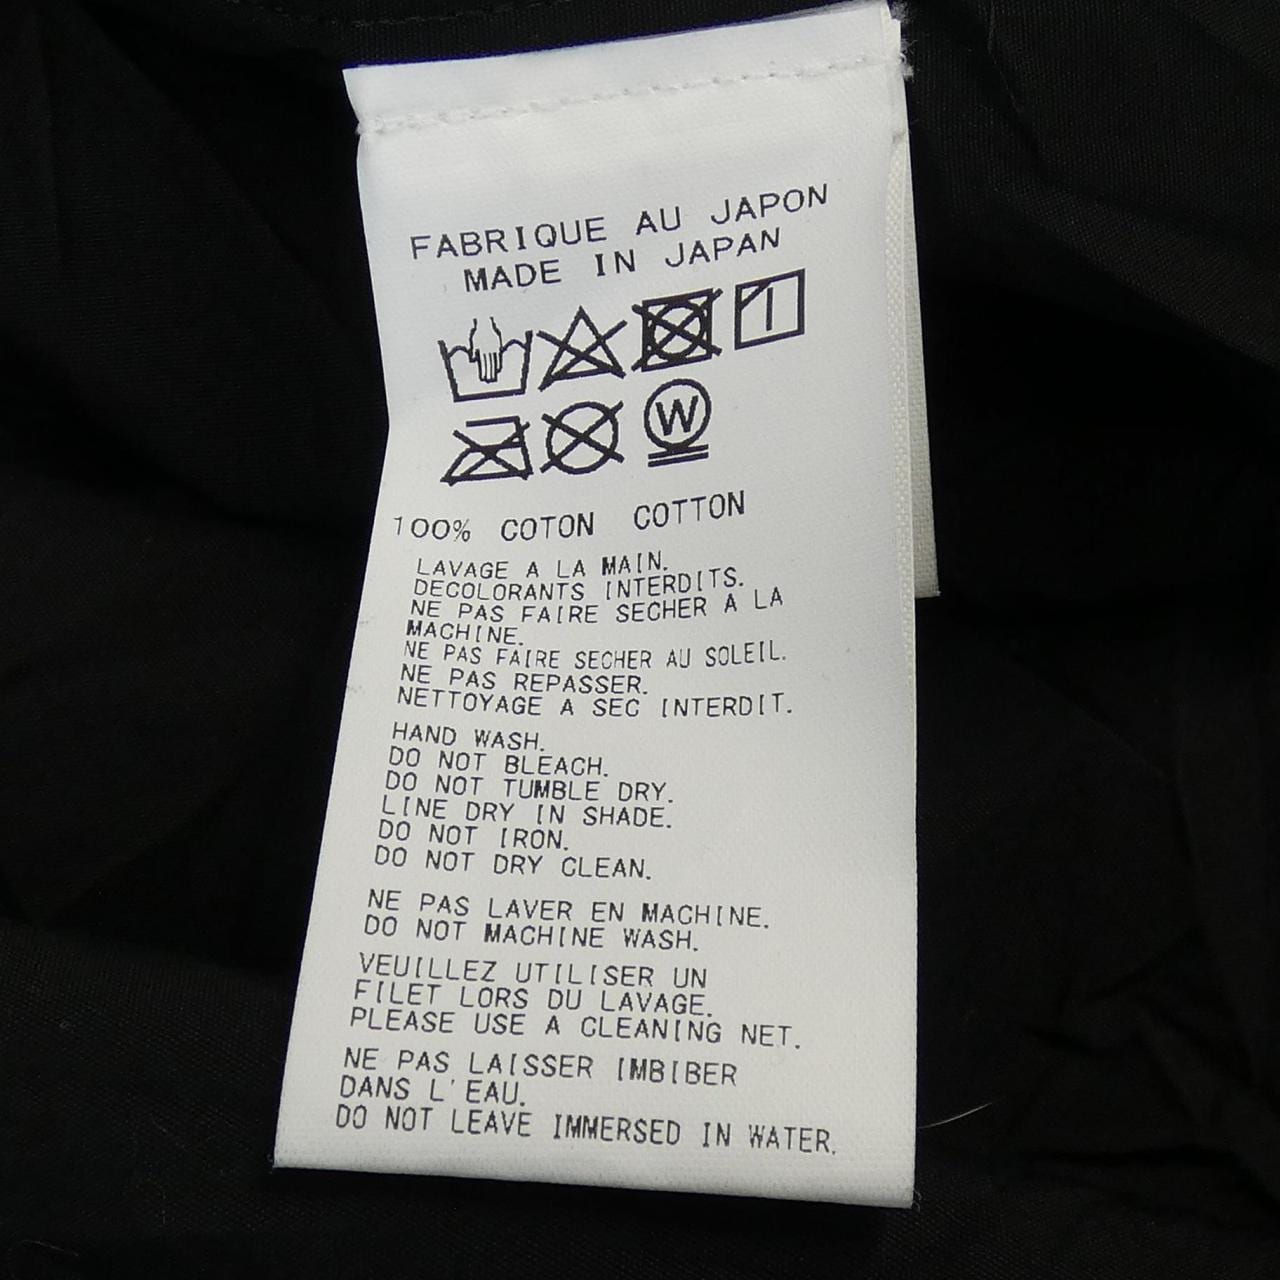 FABRIQUE AU JAPON
MADE IN JAPAN
W
100% COTON COTTON
LAVAGE A LA MAIN.
DECOLORANTS INTERDITS.
NE PAS FAIRE SECHER A LA
MACHINE.
NE PAS FAIRE SECHER AU SOLEIL.
NE PAS REPASSER.
NETTOYAGE A SEC INTERDIT.
HAND WASH.
DO NOT BLEACH.
DO NOT TUMBLE DRY.
LINE DRY IN SHADE.
DO NOT IRON.
DO NOT DRY CLEAN.
NE PAS LAVER EN MACHINE.
DO NOT MACHINE WASH.
VEUILLEZ UTILISER UN
FILET LORS DU LAVAGE.
PLEASE USE A CLEANING NET.
NE PAS LAISSER IMBIBER
DANS L'EAU.
DO NOT LEAVE IMMERSED IN WATER.